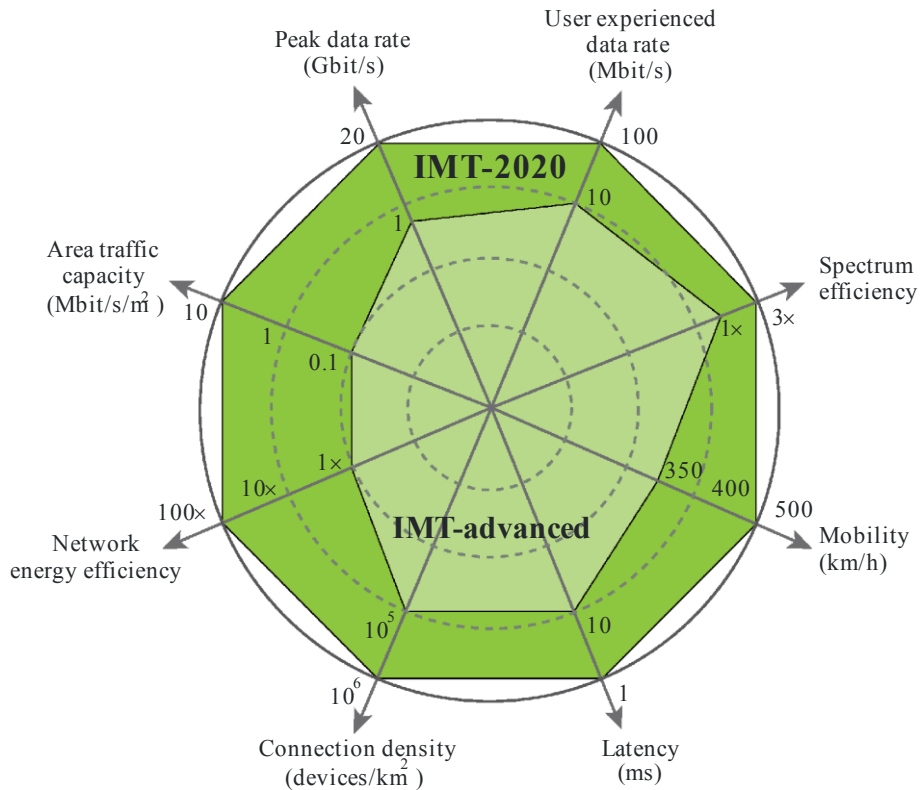 Peak data rate
(Gbit/s)
User experienced
data rate
(Mbit/s)
20
100
IMT-2020
1
10
Area traffic
capacity
(Mbit/s/m²)
Spectrum
efficiency
10
1
0.1
1×
3×
1×
10×
100×
350
400
500
Network
energy efficiency
IMT-advanced
Mobility
(km/h)
10⁵
10
10⁶
1
Connection density
(devices/km²)
Latency
(ms)